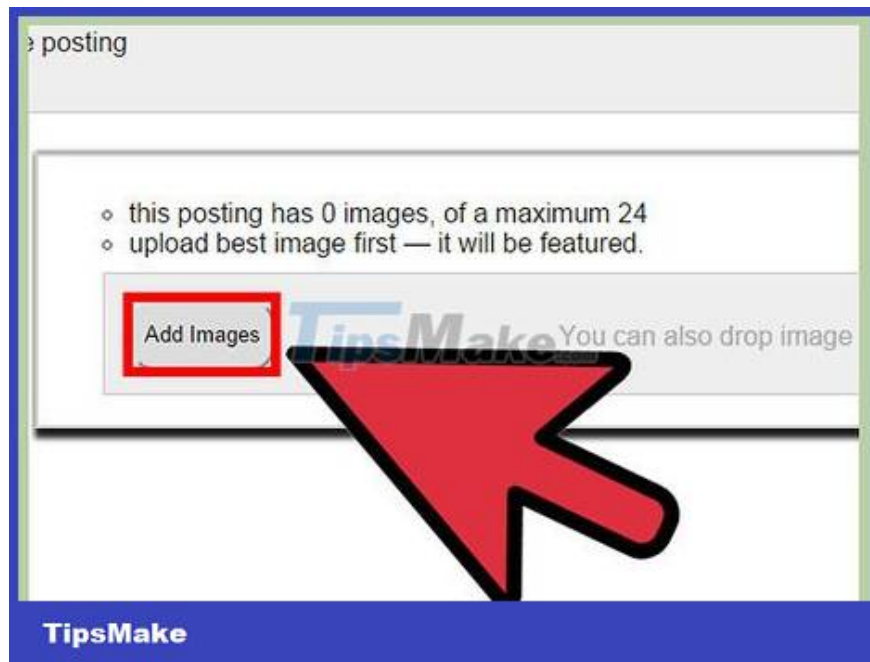 posting
this posting has 0 images, of a maximum 24
upload best image first — it will be featured.
Add Images
TipsMake.com
You can also drop image
TipsMake